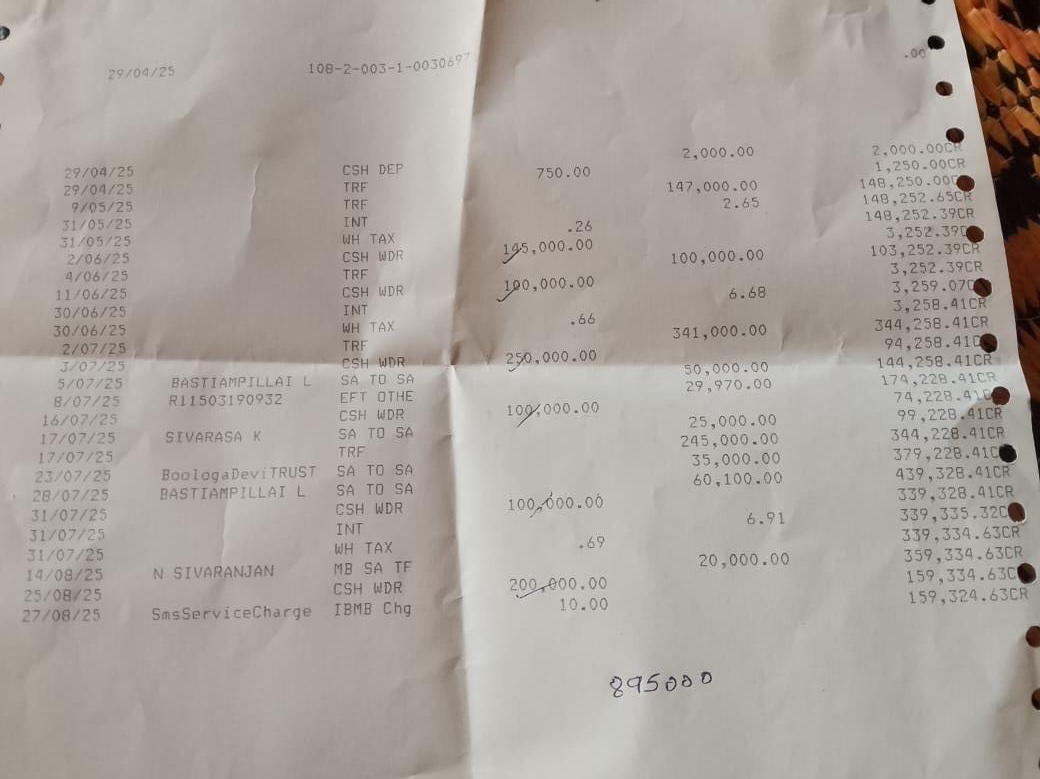 29/04/25 108-2-003-1-0030697 .00
29/04/25 CSH DEP 2,000.00 2,000.00CR
29/04/25 TRF 750.00 1,250.00CR
9/05/25 TRF 147,000.00 148,250.00C
31/05/25 INT 2.65 148,252.65CR
31/05/25 WH TAX .26 148,252.39CR
2/06/25 CSH WDR 145,000.00 3,252.39C
4/06/25 TRF 100,000.00 103,252.39CR
11/06/25 CSH WDR 100,000.00 3,252.39CR
30/06/25 INT 6.68 3,259.07C
30/06/25 WH TAX .66 3,258.41CR
2/07/25 TRF 341,000.00 344,258.41CR
3/07/25 CSH WDR 250,000.00 94,258.41C
5/07/25 BASTIAMPILLAI L SA TO SA 50,000.00 144,258.41CR
8/07/25 R11503190932 EFT OTHE 29,970.00 174,228.41CR
16/07/25 CSH WDR 100,000.00 74,228.41C
17/07/25 SIVARASA K SA TO SA 25,000.00 99,228.41CR
17/07/25 TRF 245,000.00 344,228.41CR
23/07/25 BoologaDeviTRUST SA TO SA 35,000.00 379,228.41C
28/07/25 BASTIAMPILLAI L SA TO SA 60,100.00 439,328.41CR
31/07/25 CSH WDR 100,000.00 339,328.41CR
31/07/25 INT 6.91 339,335.32C
31/07/25 WH TAX .69 339,334.63CR
14/08/25 N SIVARANJAN MB SA TF 20,000.00 359,334.63CR
25/08/25 CSH WDR 200,000.00 159,334.63C
27/08/25 SmsServiceCharge IBMB Chg 10.00 159,324.63CR
895000